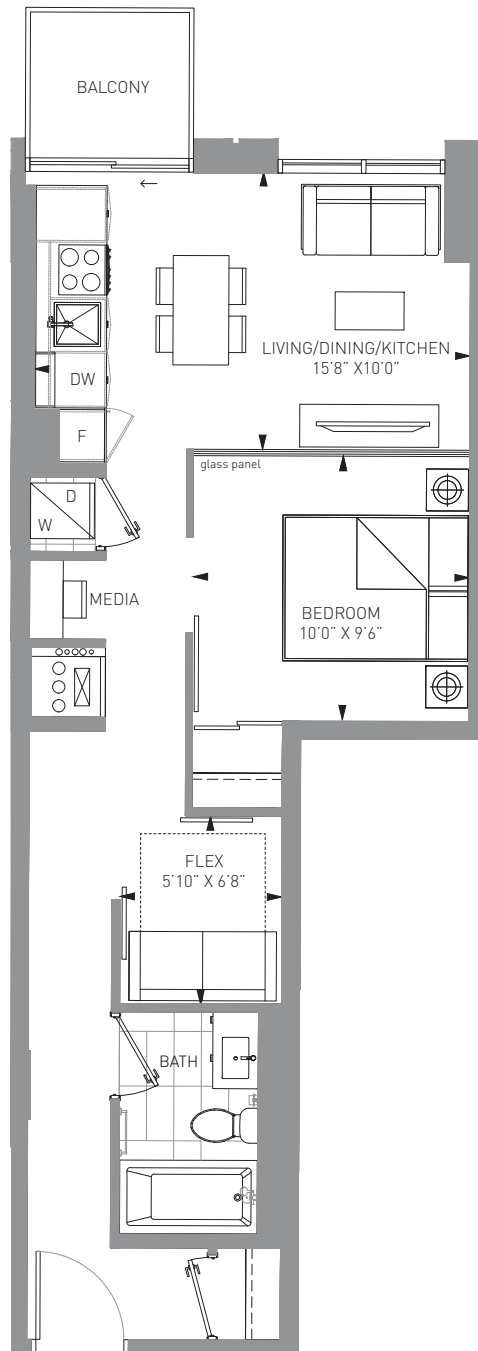 BALCONY
DW
LIVING/DINING/KITCHEN
15'8" X10'0"
F
glass panel
D
W
MEDIA
BEDROOM
10'0" X 9'6"
FLEX
5'10" X 6'8"
BATH